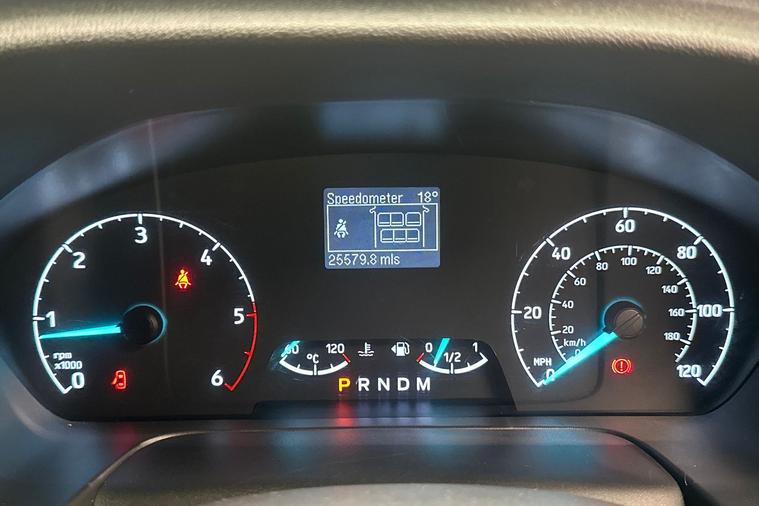 Speedometer 18°
25579.8 mls
0 1 2 3 4 5 6
rpm
x1000
120
°C
0 1/2 1
P R N D M
0 20 40 60 80 100 120
MPH
20 40 60 80 100 120 140 160 180
km/h